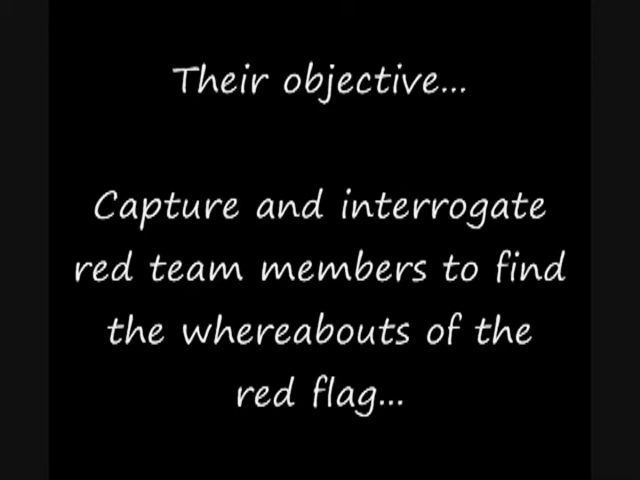 Their objective...
Capture and interrogate
red team members to find
the whereabouts of the
red flag...